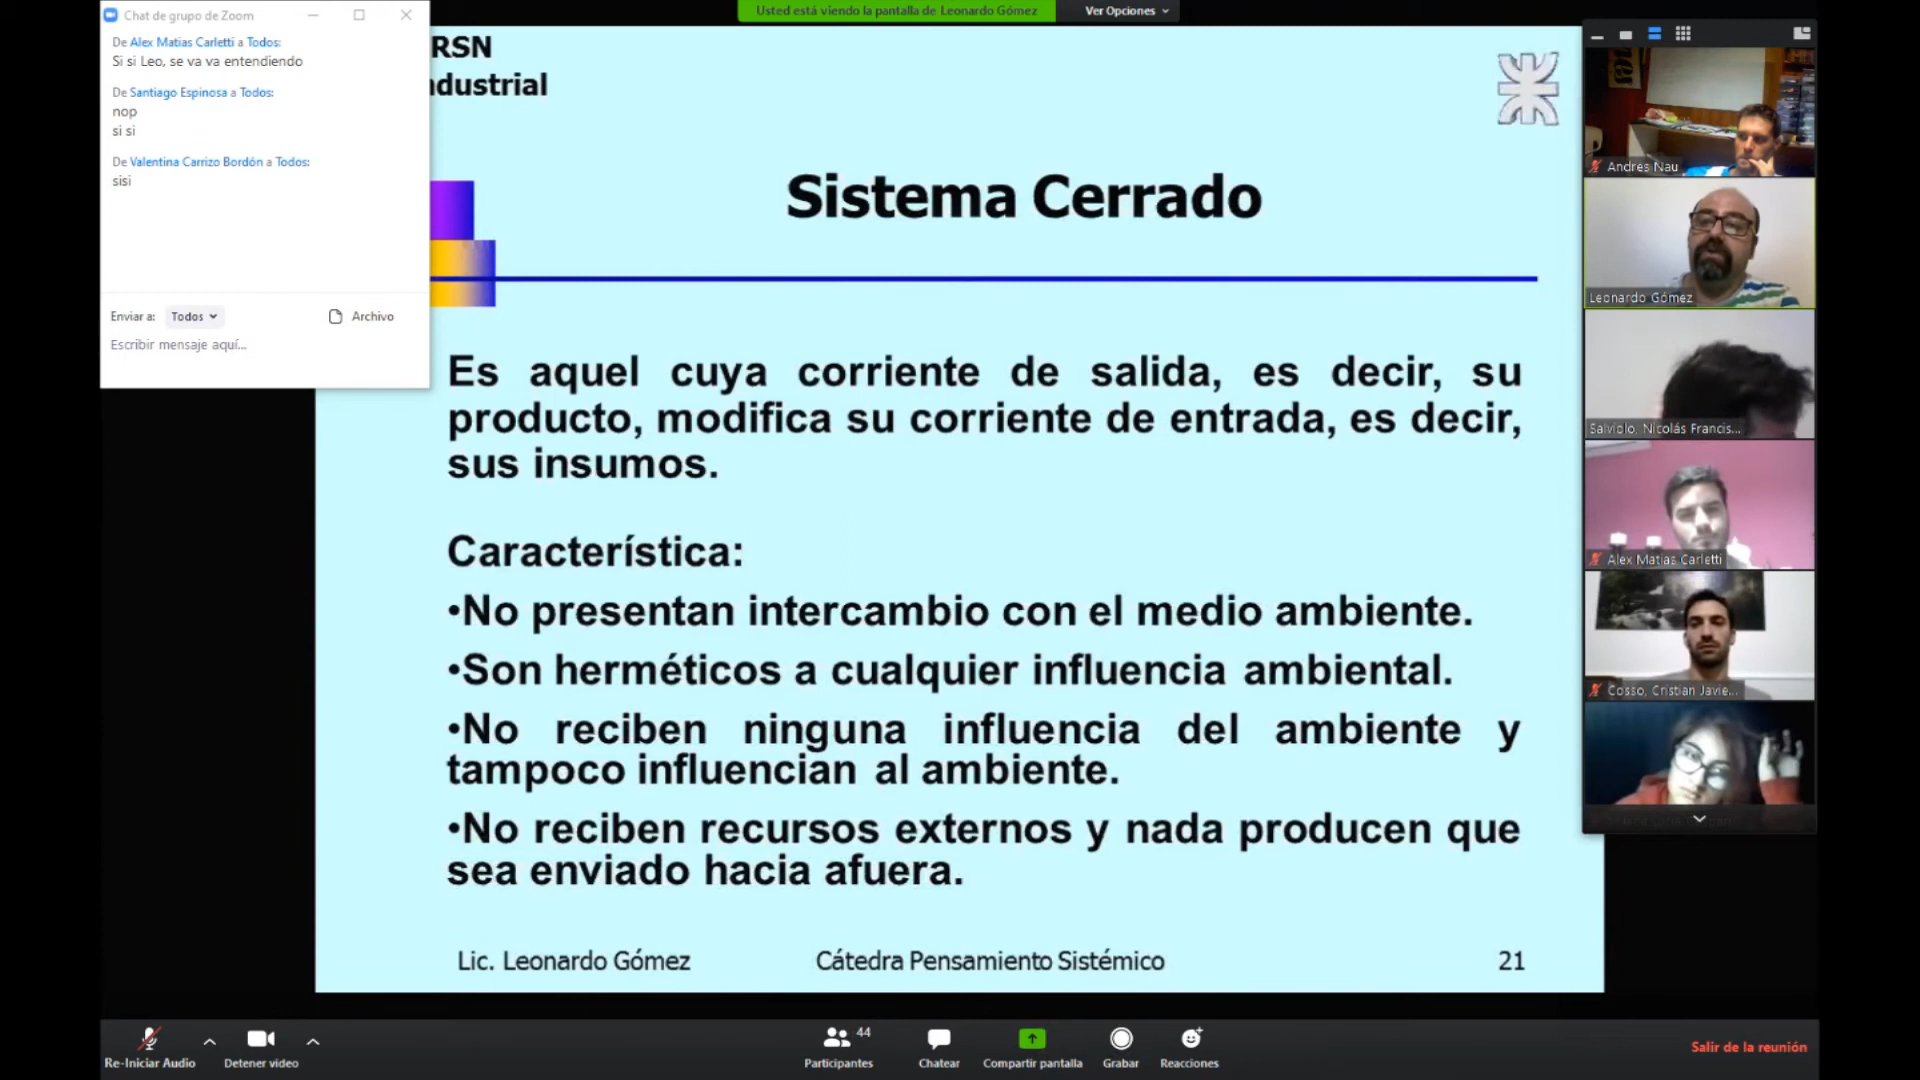 Chat de grupo de Zoom
De Alex Matias Carletti a Todos:
Si si Leo, se va va entendiendo
De Santiago Espinosa a Todos:
nop
si si
De Valentina Carrizo Bordón a Todos:
sisi
Enviar a: Todos
Archivo
Escribir mensaje aquí...
Usted está viendo la pantalla de Leonardo Gómez
Ver Opciones
RSN
ndustrial
Sistema Cerrado
Es aquel cuya corriente de salida, es decir, su
producto, modifica su corriente de entrada, es decir,
sus insumos.
Característica:
•No presentan intercambio con el medio ambiente.
•Son herméticos a cualquier influencia ambiental.
•No reciben ninguna influencia del ambiente y
tampoco influencian al ambiente.
•No reciben recursos externos y nada producen que
sea enviado hacia afuera.
Lic. Leonardo Gómez
Cátedra Pensamiento Sistémico
21
Andres Nau
Leonardo Gómez
Salviolo, Nicolás Francis...
Alex Matias Carletti
Cosso, Cristian Javie...
Re-Iniciar Audio
Detener video
Participantes
44
Chatear
Compartir pantalla
Grabar
Reacciones
Salir de la reunión